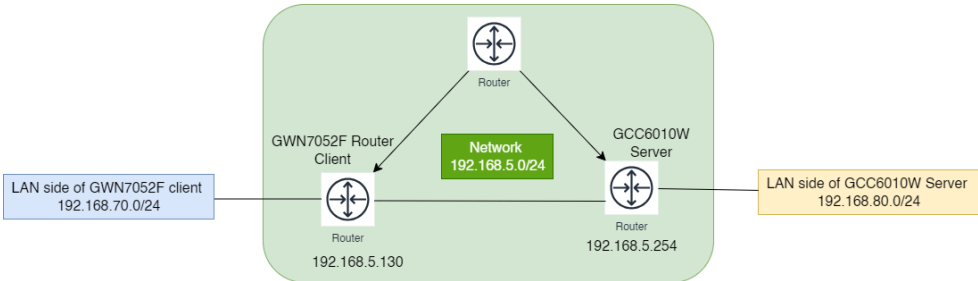 Router
GWN7052F Router
Client
Network
192.168.5.0/24
GCC6010W
Server
LAN side of GWN7052F client
192.168.70.0/24
LAN side of GCC6010W Server
192.168.80.0/24
Router
192.168.5.130
Router
192.168.5.254